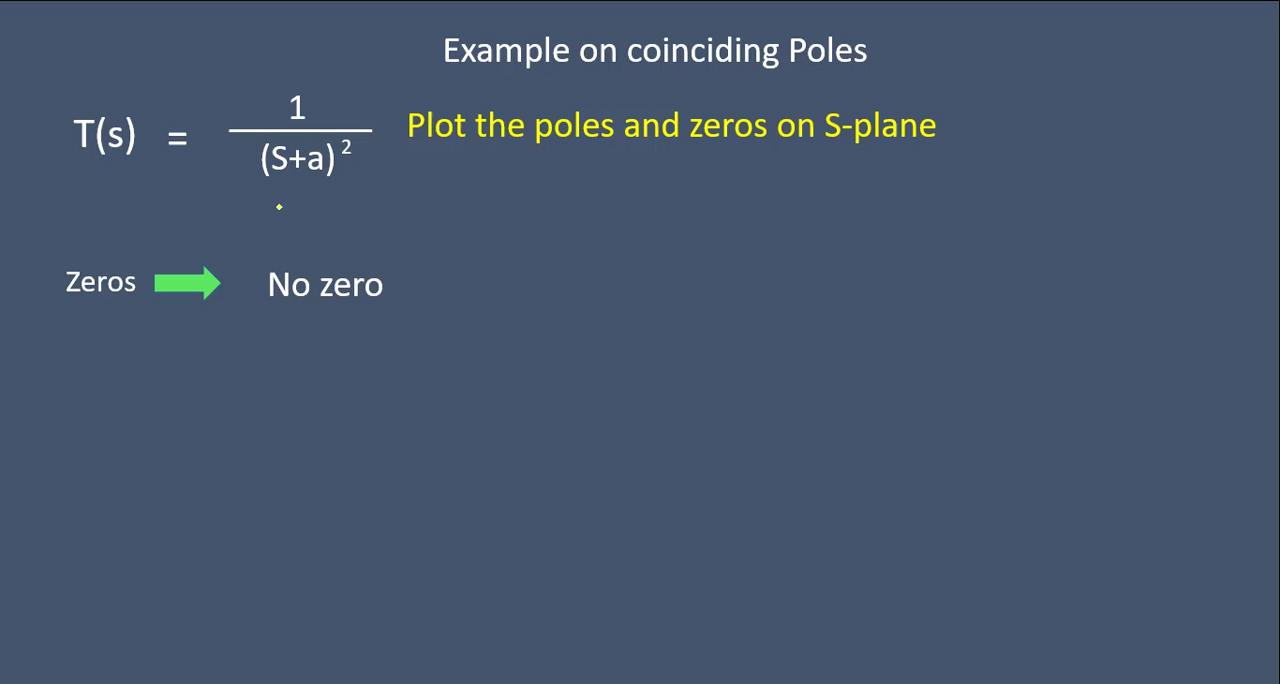 Example on coinciding Poles
T(s) = 1
(S+a)²
Plot the poles and zeros on S-plane
Zeros
No zero